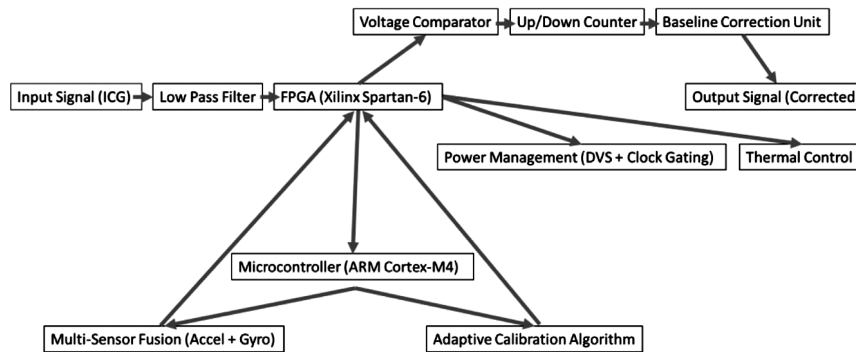 Voltage Comparator
Up/Down Counter
Baseline Correction Unit
Input Signal (ICG)
Low Pass Filter
FPGA (Xilinx Spartan-6)
Output Signal (Corrected
Power Management (DVS + Clock Gating)
Thermal Control
Microcontroller (ARM Cortex-M4)
Multi-Sensor Fusion (Accel + Gyro)
Adaptive Calibration Algorithm